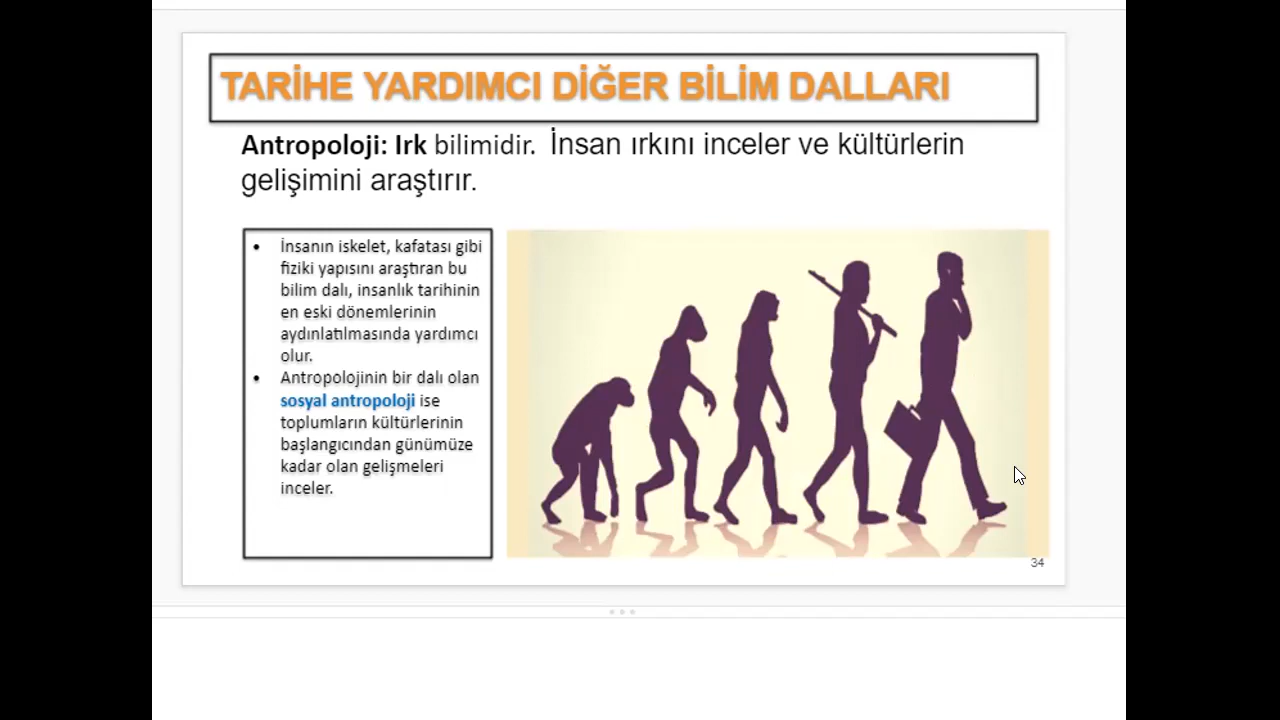 TARİHE YARDIMCI DİĞER BİLİM DALLARI
Antropoloji: Irk bilimidir. İnsan ırkını inceler ve kültürlerin
gelişimini araştırır.
• İnsanın iskelet, kafatası gibi
fiziki yapısını araştıran bu
bilim dalı, insanlık tarihinin
en eski dönemlerinin
aydınlatılmasında yardımcı
olur.
• Antropolojinin bir dalı olan
sosyal antropoloji ise
toplumların kültürlerinin
başlangıcından günümüze
kadar olan gelişmeleri
inceler.
34